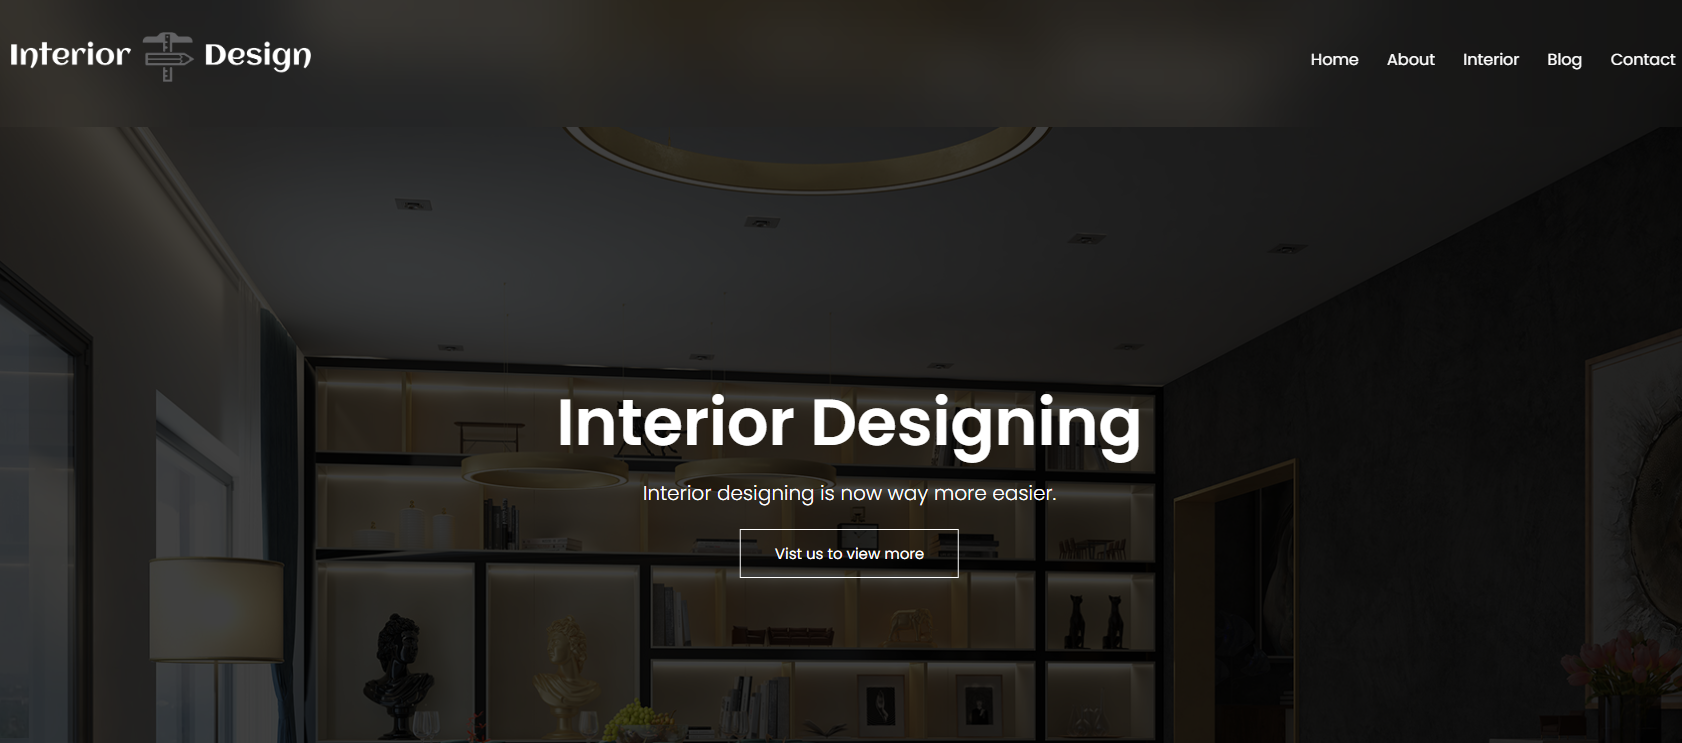 Interior Design
Home About Interior Blog Contact
Interior Designing
Interior designing is now way more easier.
Vist us to view more